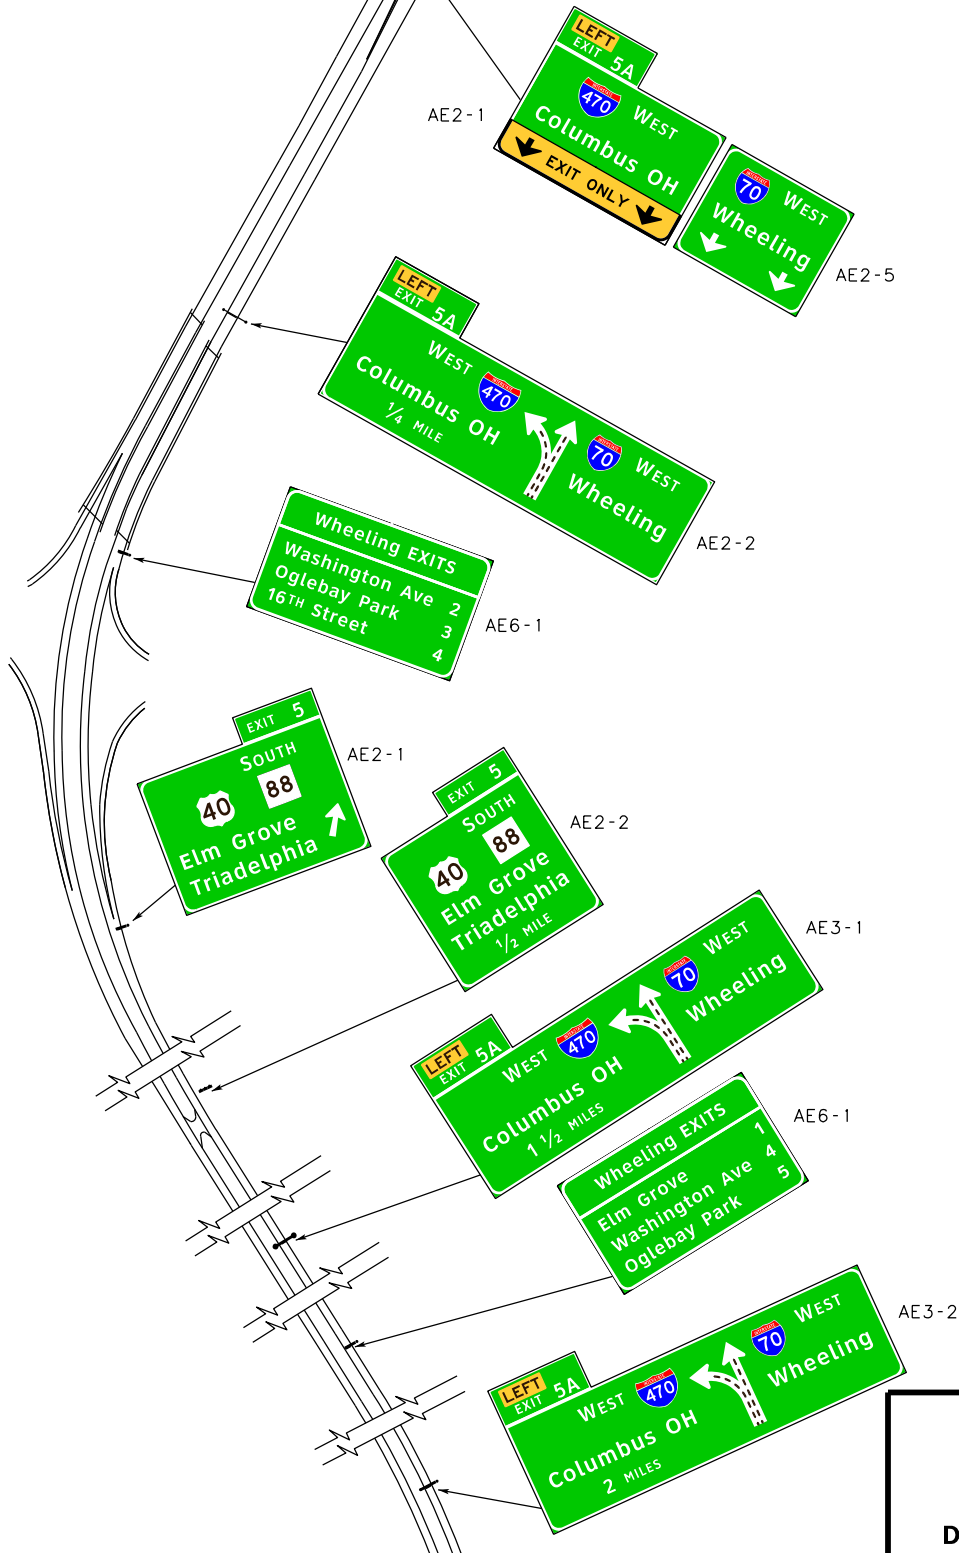 LEFT
EXIT 5A
470 WEST
Columbus OH
EXIT ONLY
AE2-1
70 WEST
Wheeling
AE2-5
LEFT
EXIT 5A
WEST 470
Columbus OH
1/4 MILE
70 WEST
Wheeling
AE2-2
Wheeling EXITS
Washington Ave 2
Oglebay Park 3
16TH Street 4
AE6-1
EXIT 5
SOUTH
40 88
Elm Grove
Triadelphia
AE2-1
EXIT 5
SOUTH
40 88
Elm Grove
Triadelphia
1/2 MILE
AE2-2
LEFT
EXIT 5A
WEST 470
Columbus OH
1 1/2 MILES
70 WEST
Wheeling
AE3-1
Wheeling EXITS
Elm Grove 1
Washington Ave 4
Oglebay Park 5
AE6-1
LEFT
EXIT 5A
WEST 470
Columbus OH
2 MILES
70 WEST
Wheeling
AE3-2
D